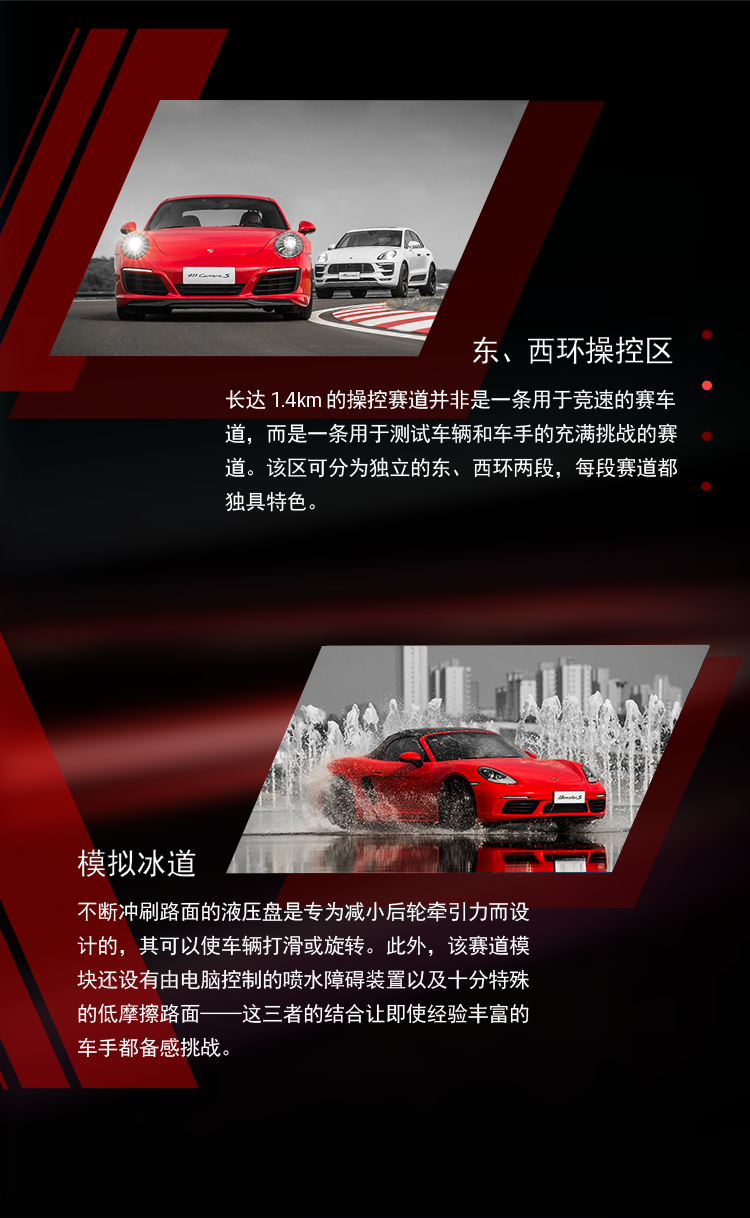 911 Carrera S
东、西环操控区
长达 1.4km 的操控赛道并非是一条用于竞速的赛车
道，而是一条用于测试车辆和车手的充满挑战的赛
道。该区可分为独立的东、西环两段，每段赛道都
独具特色。
模拟冰道
不断冲刷路面的液压盘是专为减小后轮牵引力而设
计的，其可以使车辆打滑或旋转。此外，该赛道模
块还设有由电脑控制的喷水障碍装置以及十分特殊
的低摩擦路面——这三者的结合让即使经验丰富的
车手都备感挑战。